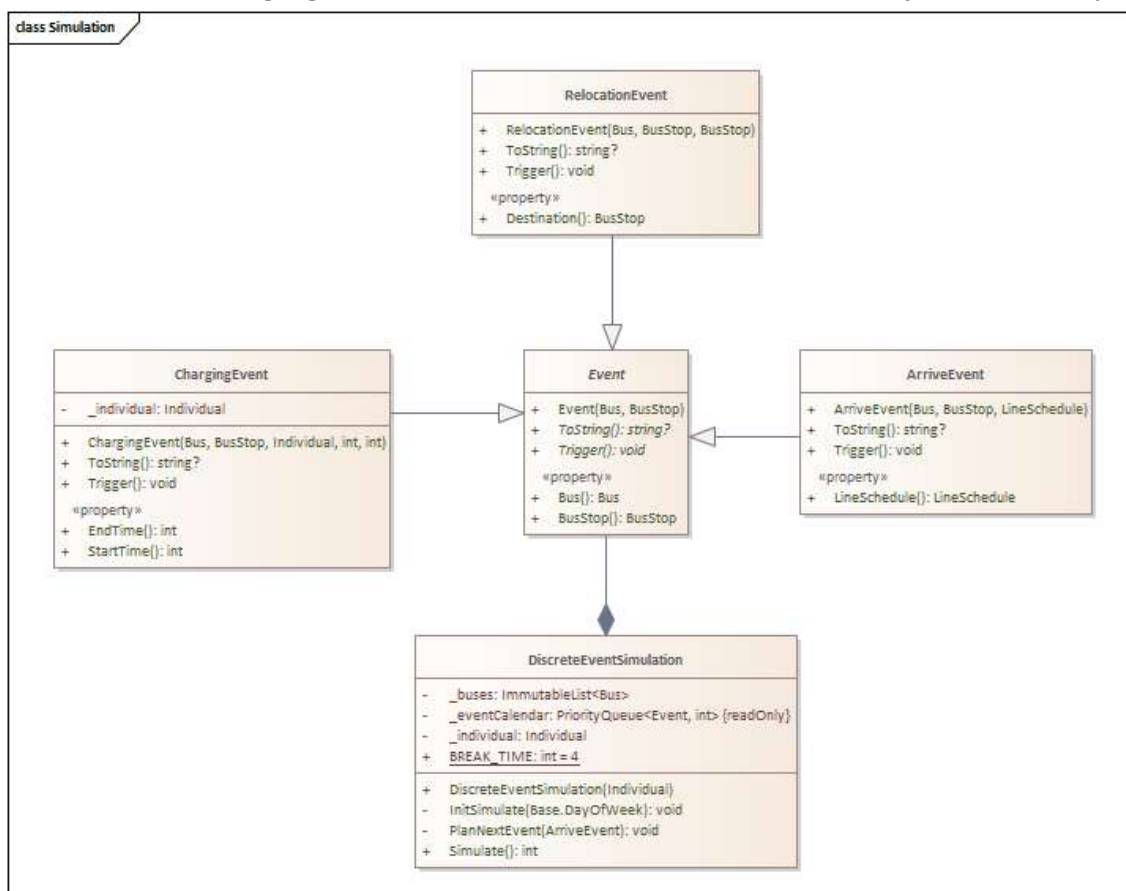 class Simulation
RelocationEvent
+ RelocationEvent(Bus, BusStop, BusStop)
+ ToString(): string?
+ Trigger(): void
«property»
+ Destination(): BusStop
ChargingEvent
- _individual: Individual
+ ChargingEvent(Bus, BusStop, Individual, int, int)
+ ToString(): string?
+ Trigger(): void
«property»
+ EndTime(): int
+ StartTime(): int
Event
+ Event(Bus, BusStop)
+ ToString(): string?
+ Trigger(): void
«property»
+ Bus(): Bus
+ BusStop(): BusStop
ArriveEvent
+ ArriveEvent(Bus, BusStop, LineSchedule)
+ ToString(): string?
+ Trigger(): void
«property»
+ LineSchedule(): LineSchedule
DiscreteEventSimulation
- _buses: ImmutableList<Bus>
- _eventCalendar: PriorityQueue<Event, int> {readOnly}
- _individual: Individual
+ BREAK_TIME: int = 4
+ DiscreteEventSimulation(Individual)
- InitSimulate(Base.DayOfWeek): void
- PlanNextEvent(ArriveEvent): void
+ Simulate(): int